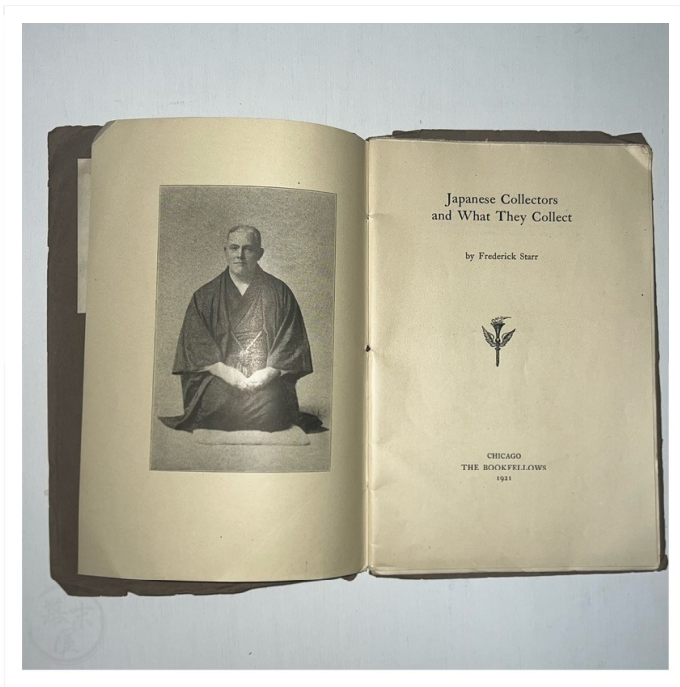 Japanese Collectors
and What They Collect
by Frederick Starr
CHICAGO
THE BOOKFELLOWS
1921